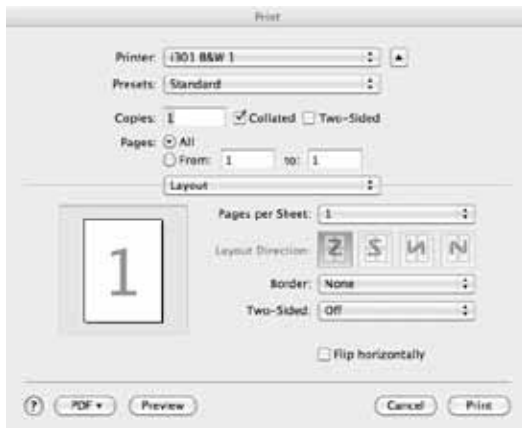 Print
Printer: i301 B&W 1
Presets: Standard
Copies: 1 Collated Two-Sided
Pages: All
From: 1 to: 1
Layout
Pages per Sheet: 1
Layout Direction:
1
Border: None
Two-Sided: Off
Flip horizontally
? PDF Preview Cancel Print